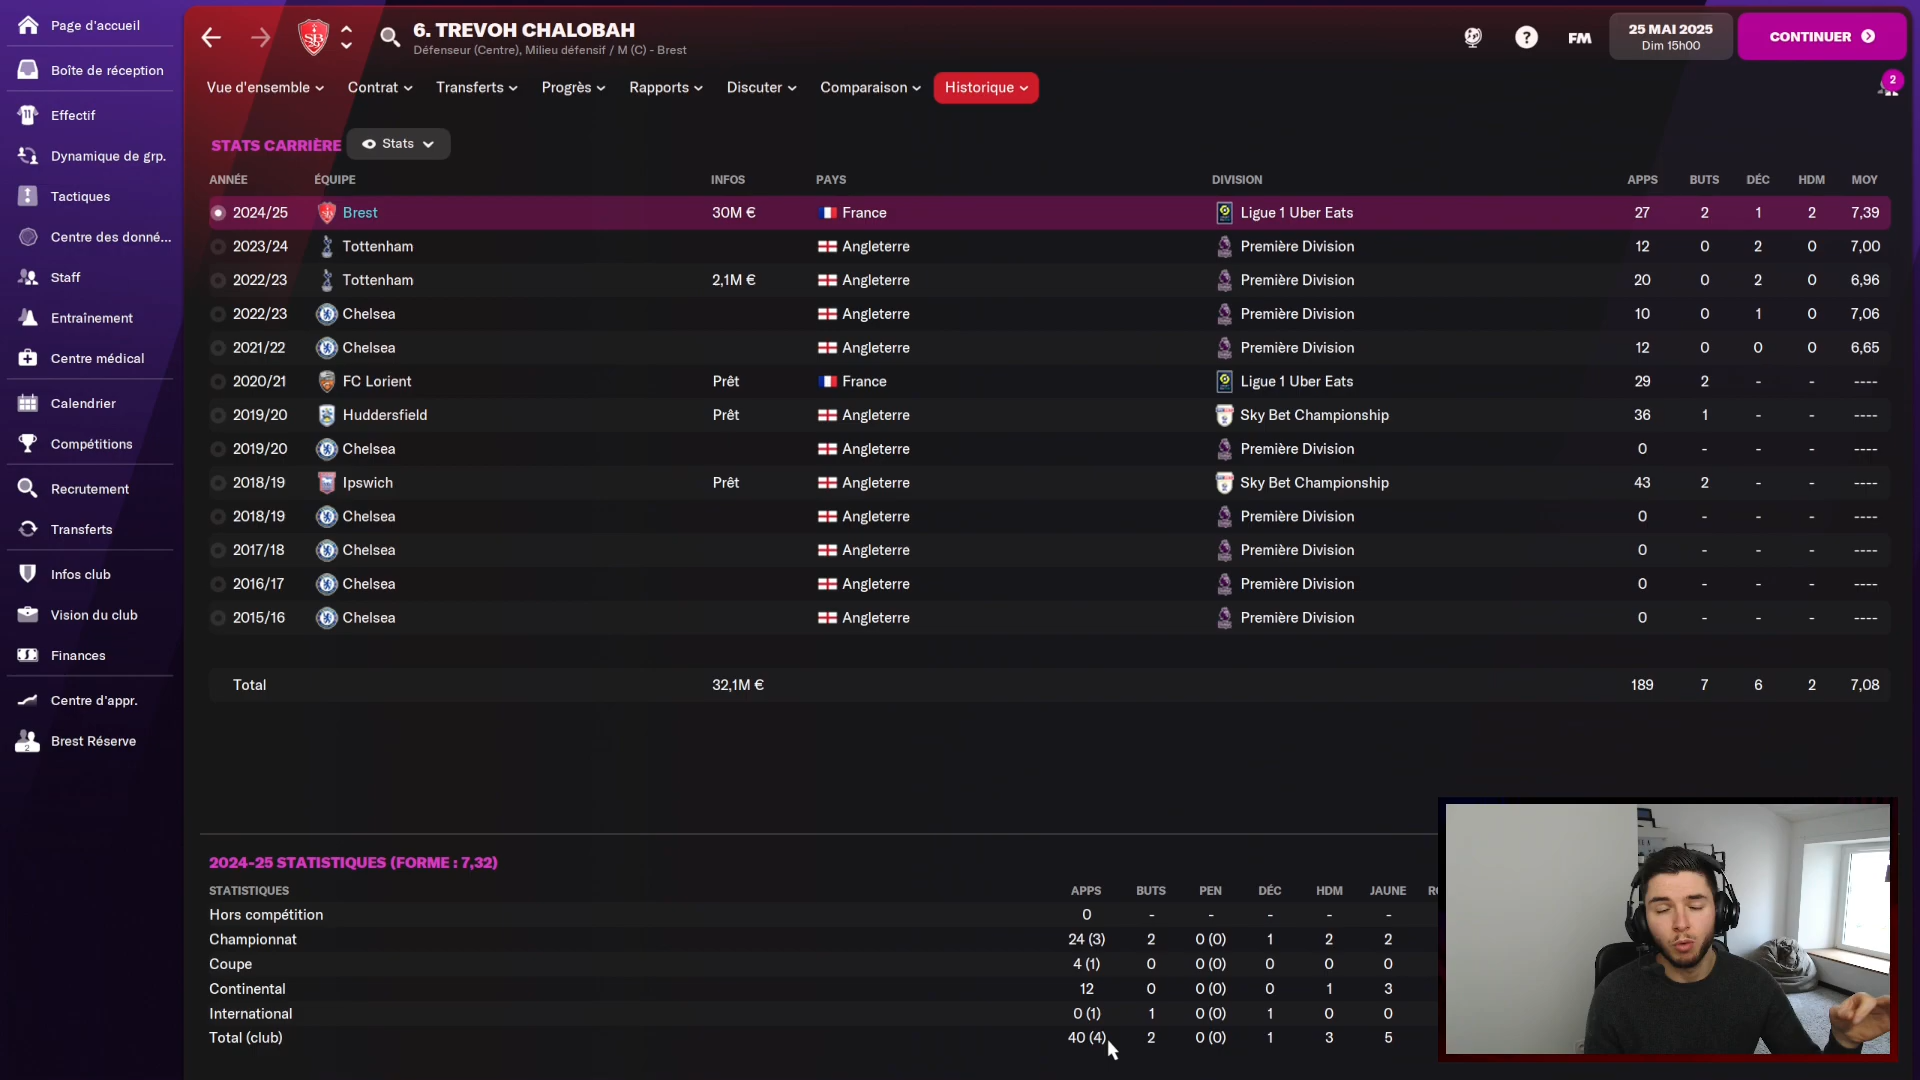 Page d'accueil
Boîte de réception
Effectif
Dynamique de grp.
Tactiques
Centre des donné...
Staff
Entraînement
Centre médical
Calendrier
Compétitions
Recrutement
Transferts
Infos club
Vision du club
Finances
Centre d'appr.
Brest Réserve
6. TREVOH CHALOBAH
Défenseur (Centre), Milieu défensif / M (C) - Brest
? FM
25 MAI 2025
Dim 15h00
CONTINUER
2
Vue d'ensemble Contrat Transferts Progrès Rapports Discuter Comparaison Historique
STATS CARRIÈRE Stats
ANNÉE ÉQUIPE INFOS PAYS DIVISION APPS BUTS DÉC HDM MOY
2024/25 Brest 30M € France Ligue 1 Uber Eats 27 2 1 2 7,39
2023/24 Tottenham Angleterre Première Division 12 0 2 0 7,00
2022/23 Tottenham 2,1M € Angleterre Première Division 20 0 2 0 6,96
2022/23 Chelsea Angleterre Première Division 10 0 1 0 7,06
2021/22 Chelsea Angleterre Première Division 12 0 0 0 6,65
2020/21 FC Lorient Prêt France Ligue 1 Uber Eats 29 2 - - ----
2019/20 Huddersfield Prêt Angleterre Sky Bet Championship 36 1 - - ----
2019/20 Chelsea Angleterre Première Division 0 - - - ----
2018/19 Ipswich Prêt Angleterre Sky Bet Championship 43 2 - - ----
2018/19 Chelsea Angleterre Première Division 0 - - - ----
2017/18 Chelsea Angleterre Première Division 0 - - - ----
2016/17 Chelsea Angleterre Première Division 0 - - - ----
2015/16 Chelsea Angleterre Première Division 0 - - - ----
Total 32,1M € 189 7 6 2 7,08
2024-25 STATISTIQUES (FORME : 7,32)
STATISTIQUES APPS BUTS PEN DÉC HDM JAUNE
Hors compétition 0 - - - - -
Championnat 24 (3) 2 0 (0) 1 2 2
Coupe 4 (1) 0 0 (0) 0 0 0
Continental 12 0 0 (0) 0 1 3
International 0 (1) 1 0 (0) 1 0 0
Total (club) 40 (4) 2 0 (0) 1 3 5